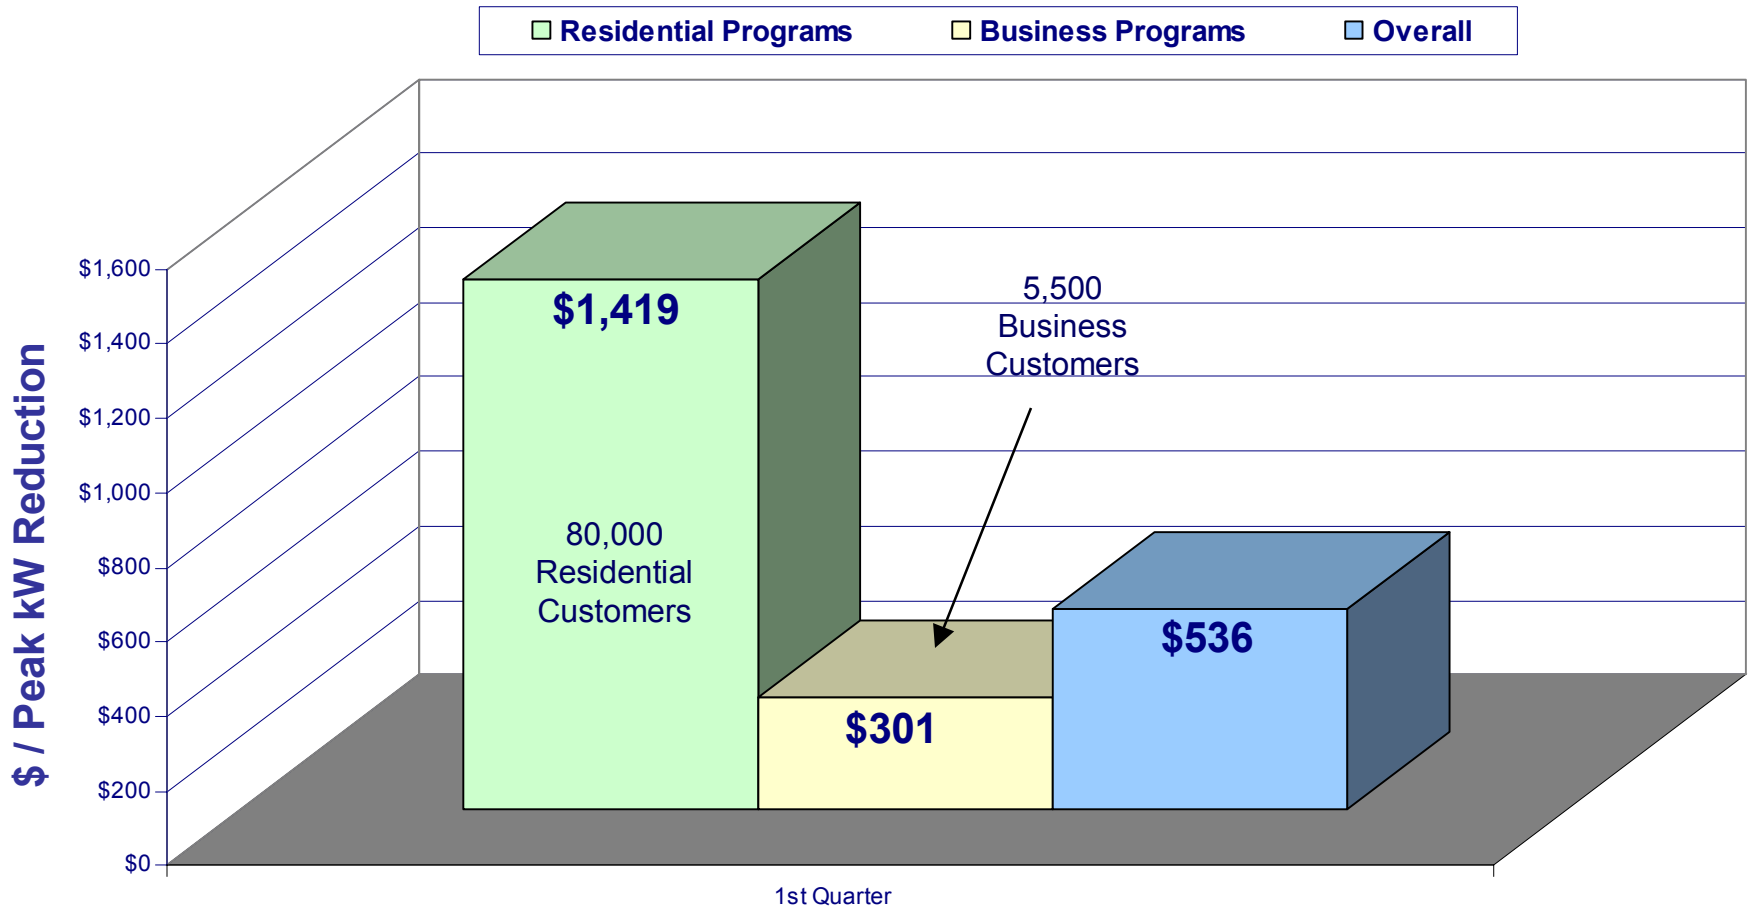 Residential Programs
Business Programs
Overall
$ / Peak kW Reduction
$1,600
$1,400
$1,200
$1,000
$800
$600
$400
$200
$0
$1,419
80,000
Residential
Customers
5,500
Business
Customers
$301
$536
1st Quarter